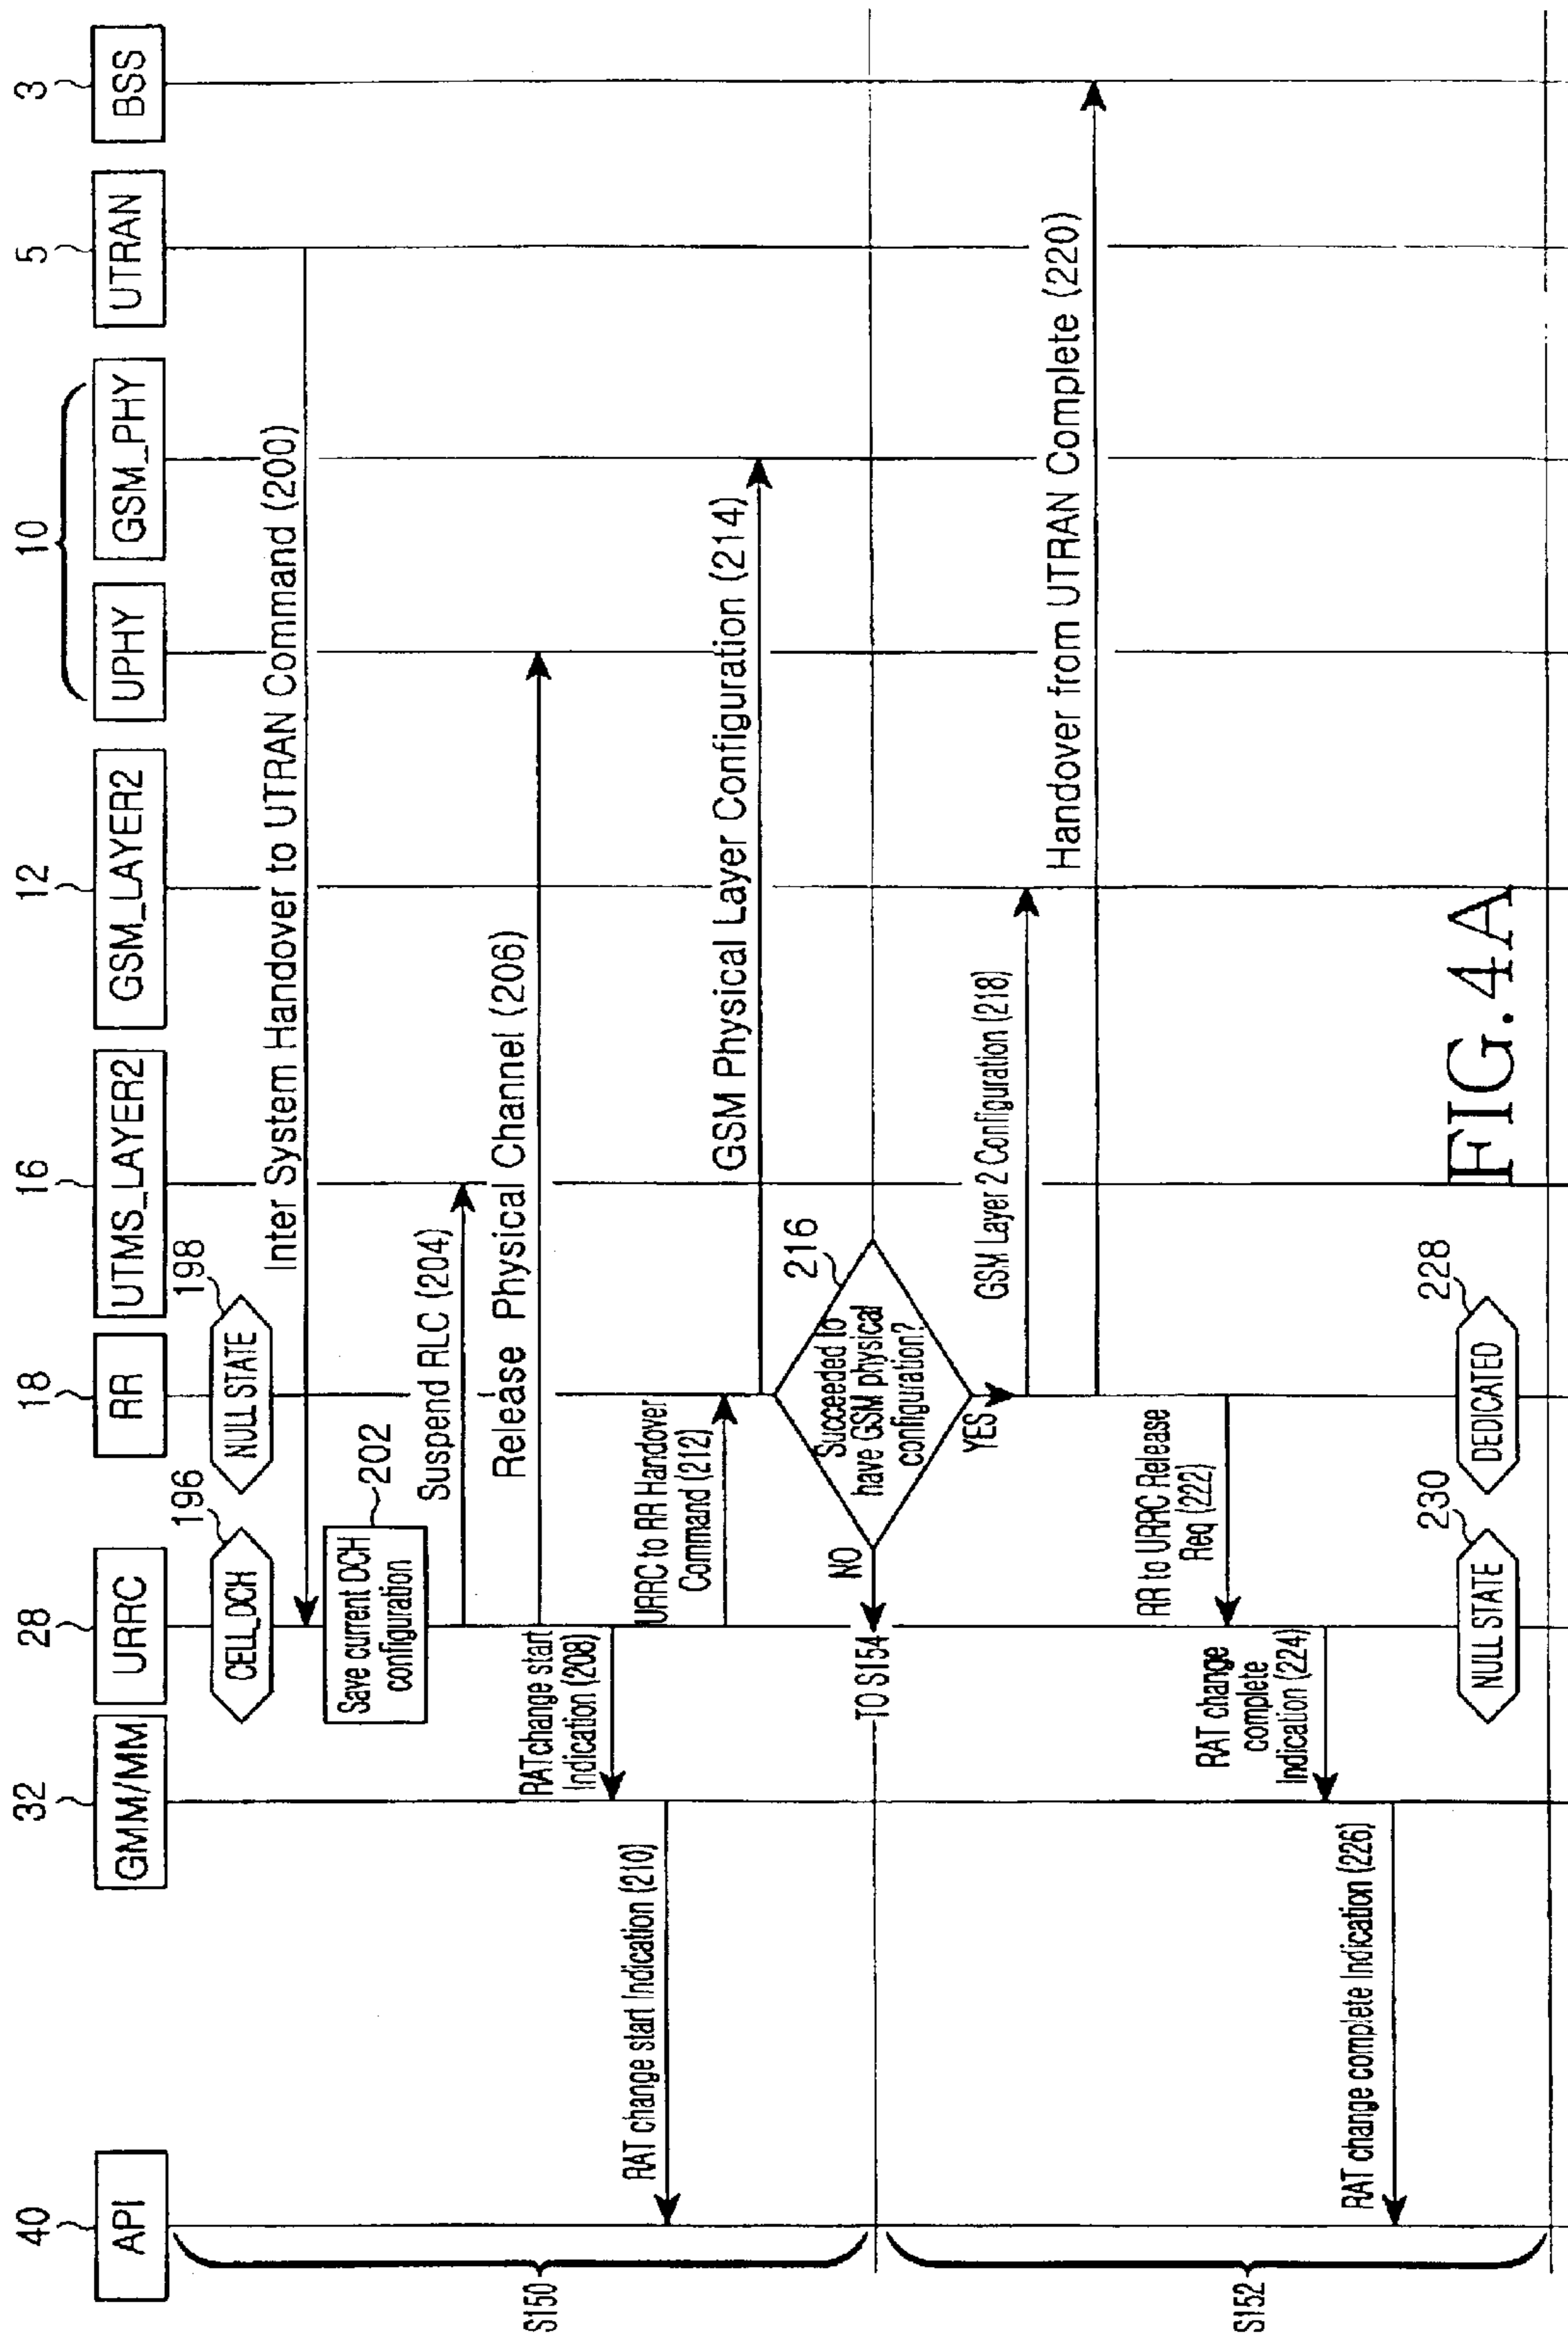 40
32
28
18
16
12
10
5
3
API
GMM/MM
URRC
RR
UTMS_LAYER2
GSM_LAYER2
UPHY
GSM_PHY
UTRAN
BSS
196
198
CELL_DCH
NULL STATE
Inter System Handover to UTRAN Command (200)
202
Save current DCH
configuration
Suspend RLC (204)
Release Physical Channel (206)
RAT change start
Indication (208)
RAT change start Indication (210)
URRC to RR Handover
Command (212)
GSM Physical Layer Configuration (214)
S150
216
Succeeded to
have GSM physical
configuration?
NO
TO S154
YES
GSM Layer 2 Configuration (218)
Handover from UTRAN Complete (220)
RR to URRC Release
Req (222)
RAT change
complete
Indication (224)
RAT change complete Indication (226)
S152
230
228
NULL STATE
DEDICATED
FIG.4A